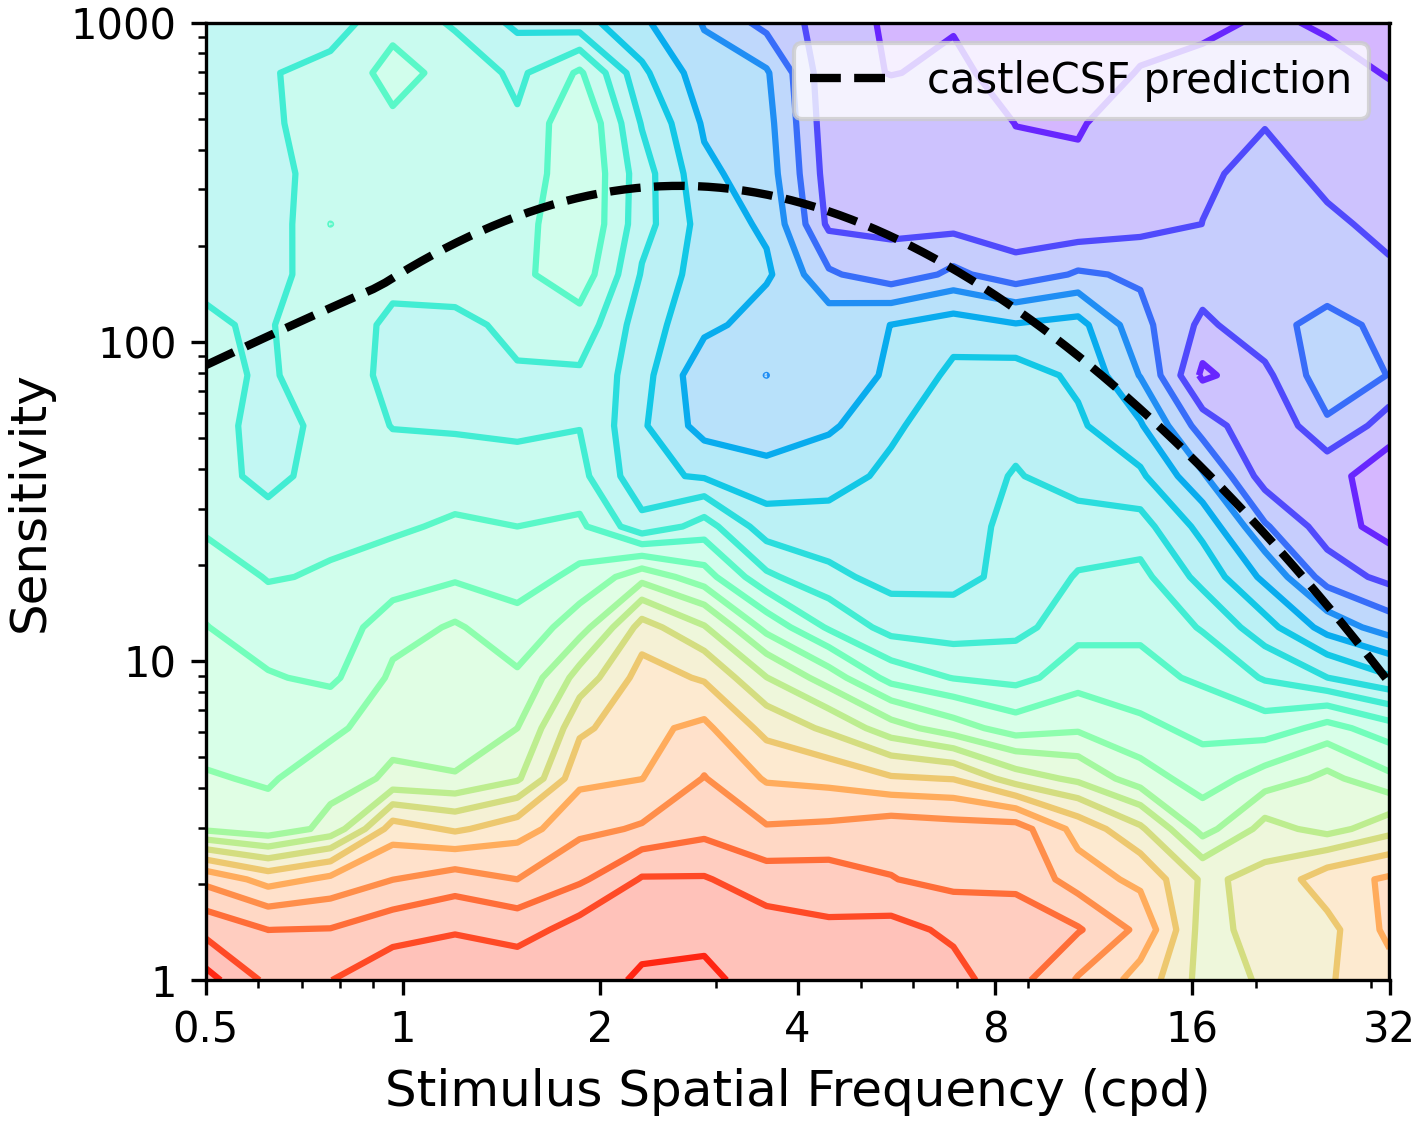 1000
100
10
1
Sensitivity
castleCSF prediction
0.5 1 2 4 8 16 32
Stimulus Spatial Frequency (cpd)